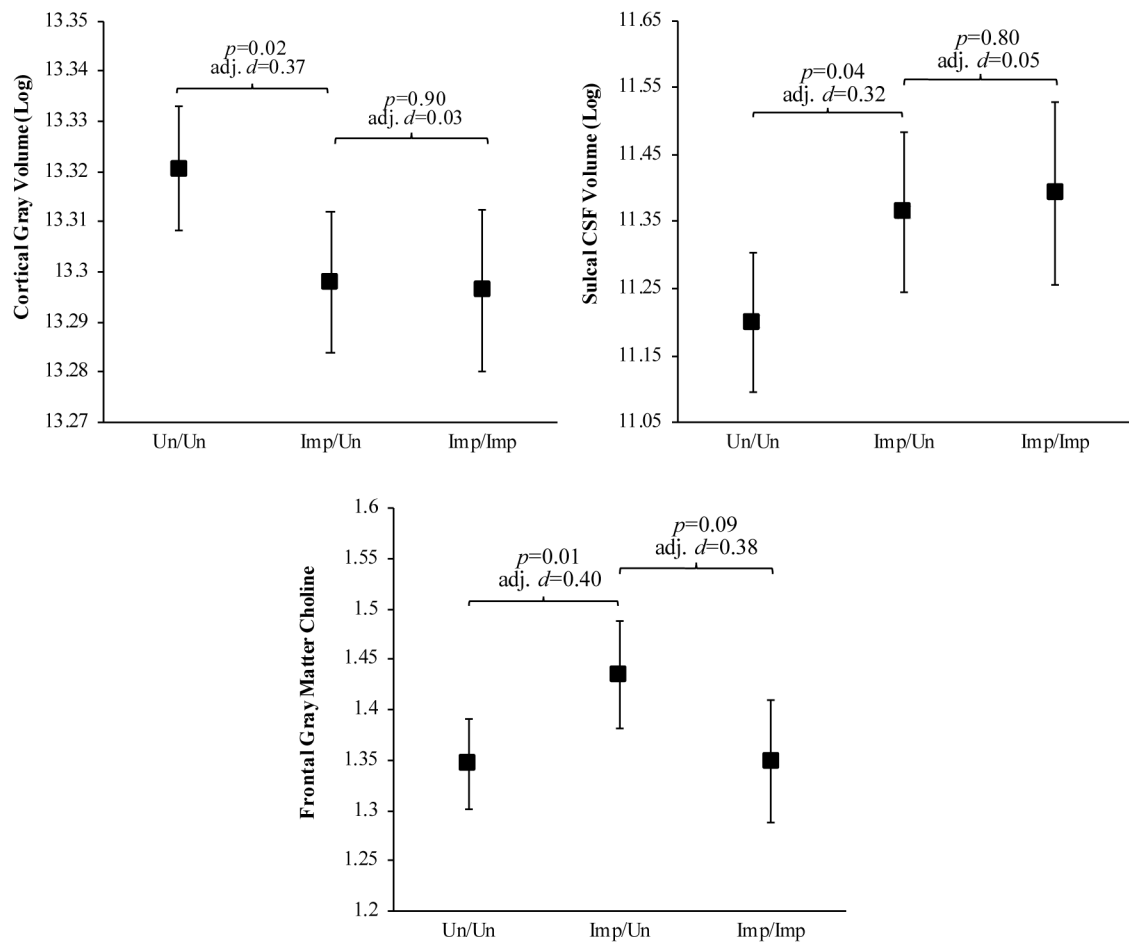 Cortical Gray Volume (Log)
13.35
13.34
13.33
13.32
13.31
13.3
13.29
13.28
13.27
p=0.02
adj. d=0.37
p=0.90
adj. d=0.03
Un/Un
Imp/Un
Imp/Imp
Sulcal CSF Volume (Log)
11.65
11.55
11.45
11.35
11.25
11.15
11.05
p=0.04
adj. d=0.32
p=0.80
adj. d=0.05
Un/Un
Imp/Un
Imp/Imp
Frontal Gray Matter Choline
1.6
1.55
1.5
1.45
1.4
1.35
1.3
1.25
1.2
p=0.01
adj. d=0.40
p=0.09
adj. d=0.38
Un/Un
Imp/Un
Imp/Imp